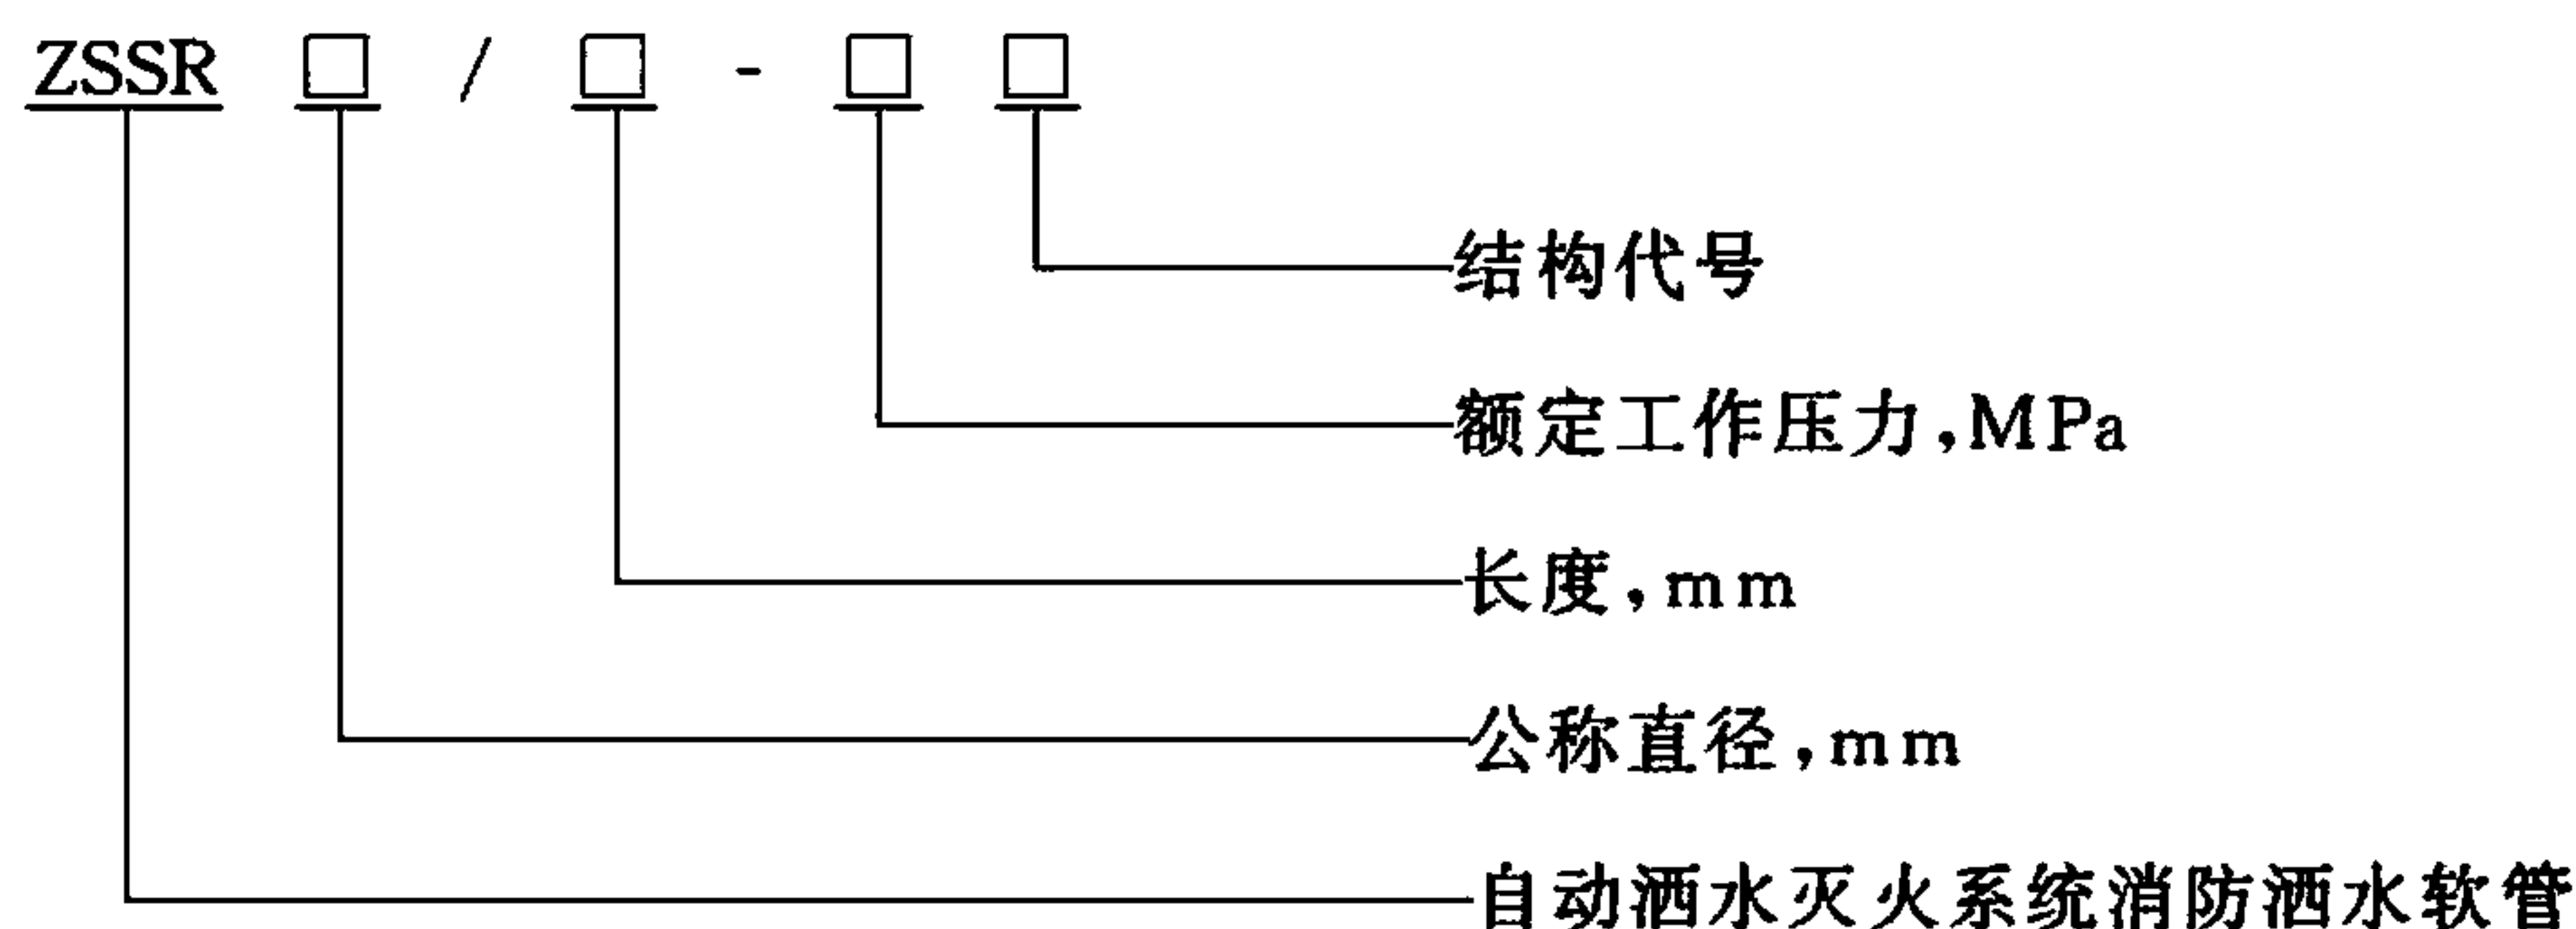 ZSSR □ / □ - □ □
结构代号
额定工作压力,MPa
长度,mm
公称直径,mm
自动洒水灭火系统消防洒水软管